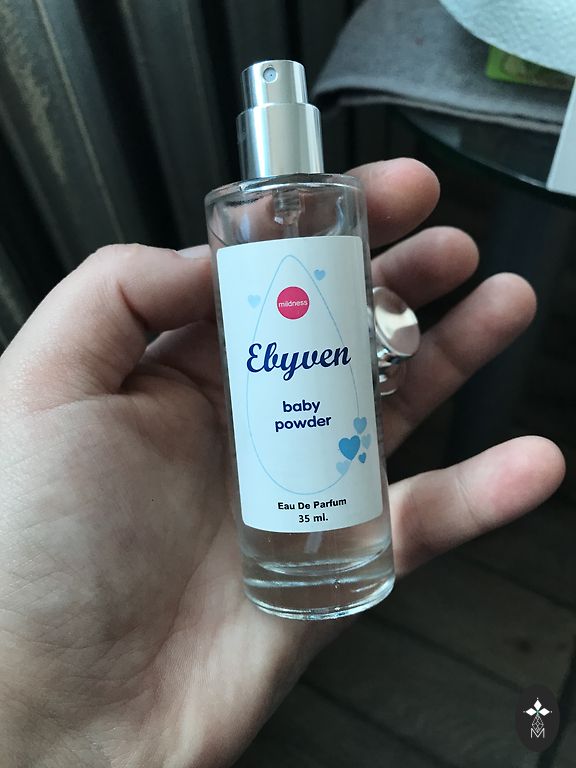 mildness
Ebyven
baby
powder
Eau De Parfum
35 ml.